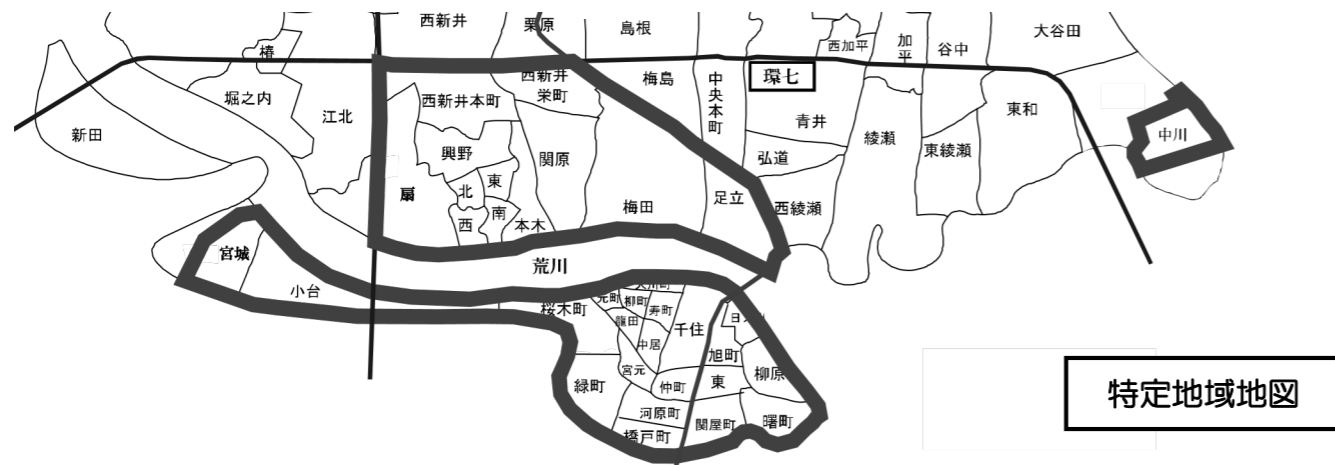 西新井
栗原
島根
大谷田
椿
西加平
加平
谷中
環七
堀之内
江北
西新井本町
西新井
栄町
梅島
中央本町
青井
綾瀬
東綾瀬
東和
中川
新田
興野
関原
弘道
扇
北
東
西
南
本木
梅田
足立
西綾瀬
宮城
荒川
小台
桜木町
元町
柳町
寿町
龍田
中居
千住
旭町
柳原
緑町
宮元
仲町
東
河原町
橋戸町
関屋町
曙町
特定地域地図